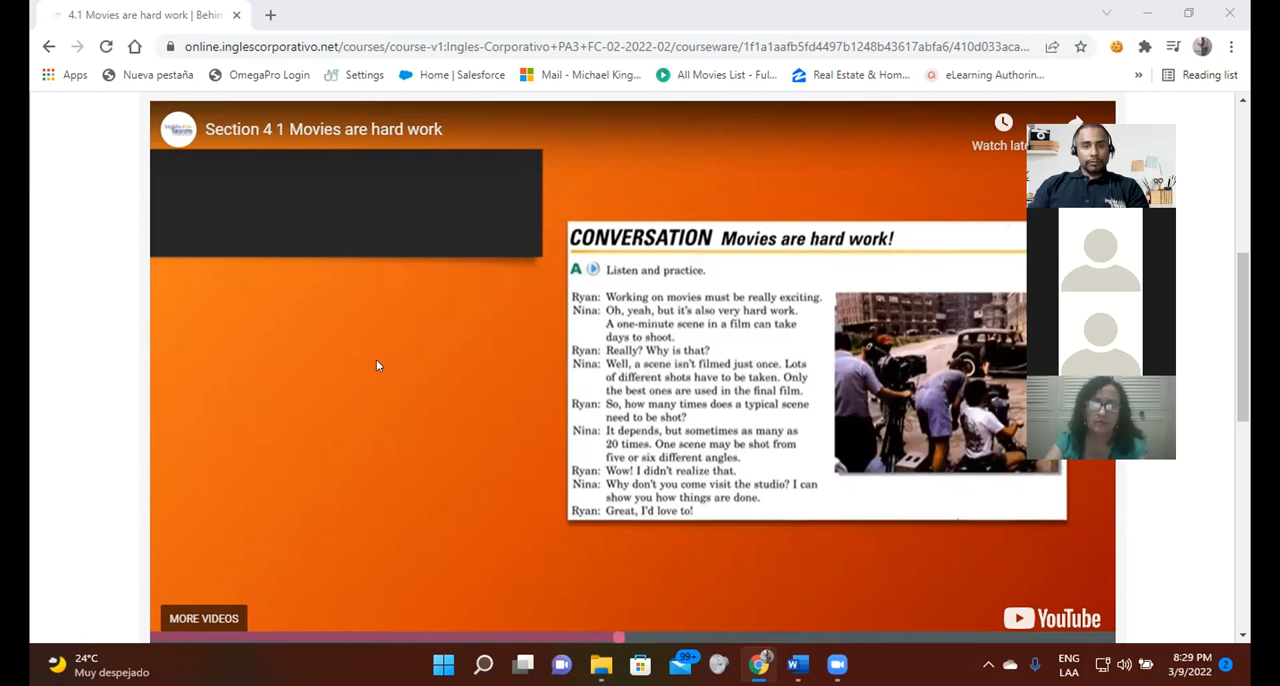 4.1 Movies are hard work | Behin
online.inglescorporativo.net/courses/course-v1:Ingles-Corporativo+PA3+FC-02-2022-02/courseware/1f1a1aafb5fd4497b1248b43617abfa6/410d033aca...
Apps Nueva pestaña OmegaPro Login Settings Home | Salesforce Mail - Michael King... All Movies List - Ful... Real Estate & Hom... eLearning Authorin... » Reading list
Section 4 1 Movies are hard work
Watch late
CONVERSATION Movies are hard work!
A Listen and practice.
Ryan: Working on movies must be really exciting.
Nina: Oh, yeah, but it's also very hard work.
A one-minute scene in a film can take
days to shoot.
Ryan: Really? Why is that?
Nina: Well, a scene isn't filmed just once. Lots
of different shots have to be taken. Only
the best ones are used in the final film.
Ryan: So, how many times does a typical scene
need to be shot?
Nina: It depends, but sometimes as many as
20 times. One scene may be shot from
five or six different angles.
Ryan: Wow! I didn't realize that.
Nina: Why don't you come visit the studio? I can
show you how things are done.
Ryan: Great, I'd love to!
MORE VIDEOS
YouTube
24°C
Muy despejado
99+
ENG
LAA
8:29 PM
3/9/2022
2